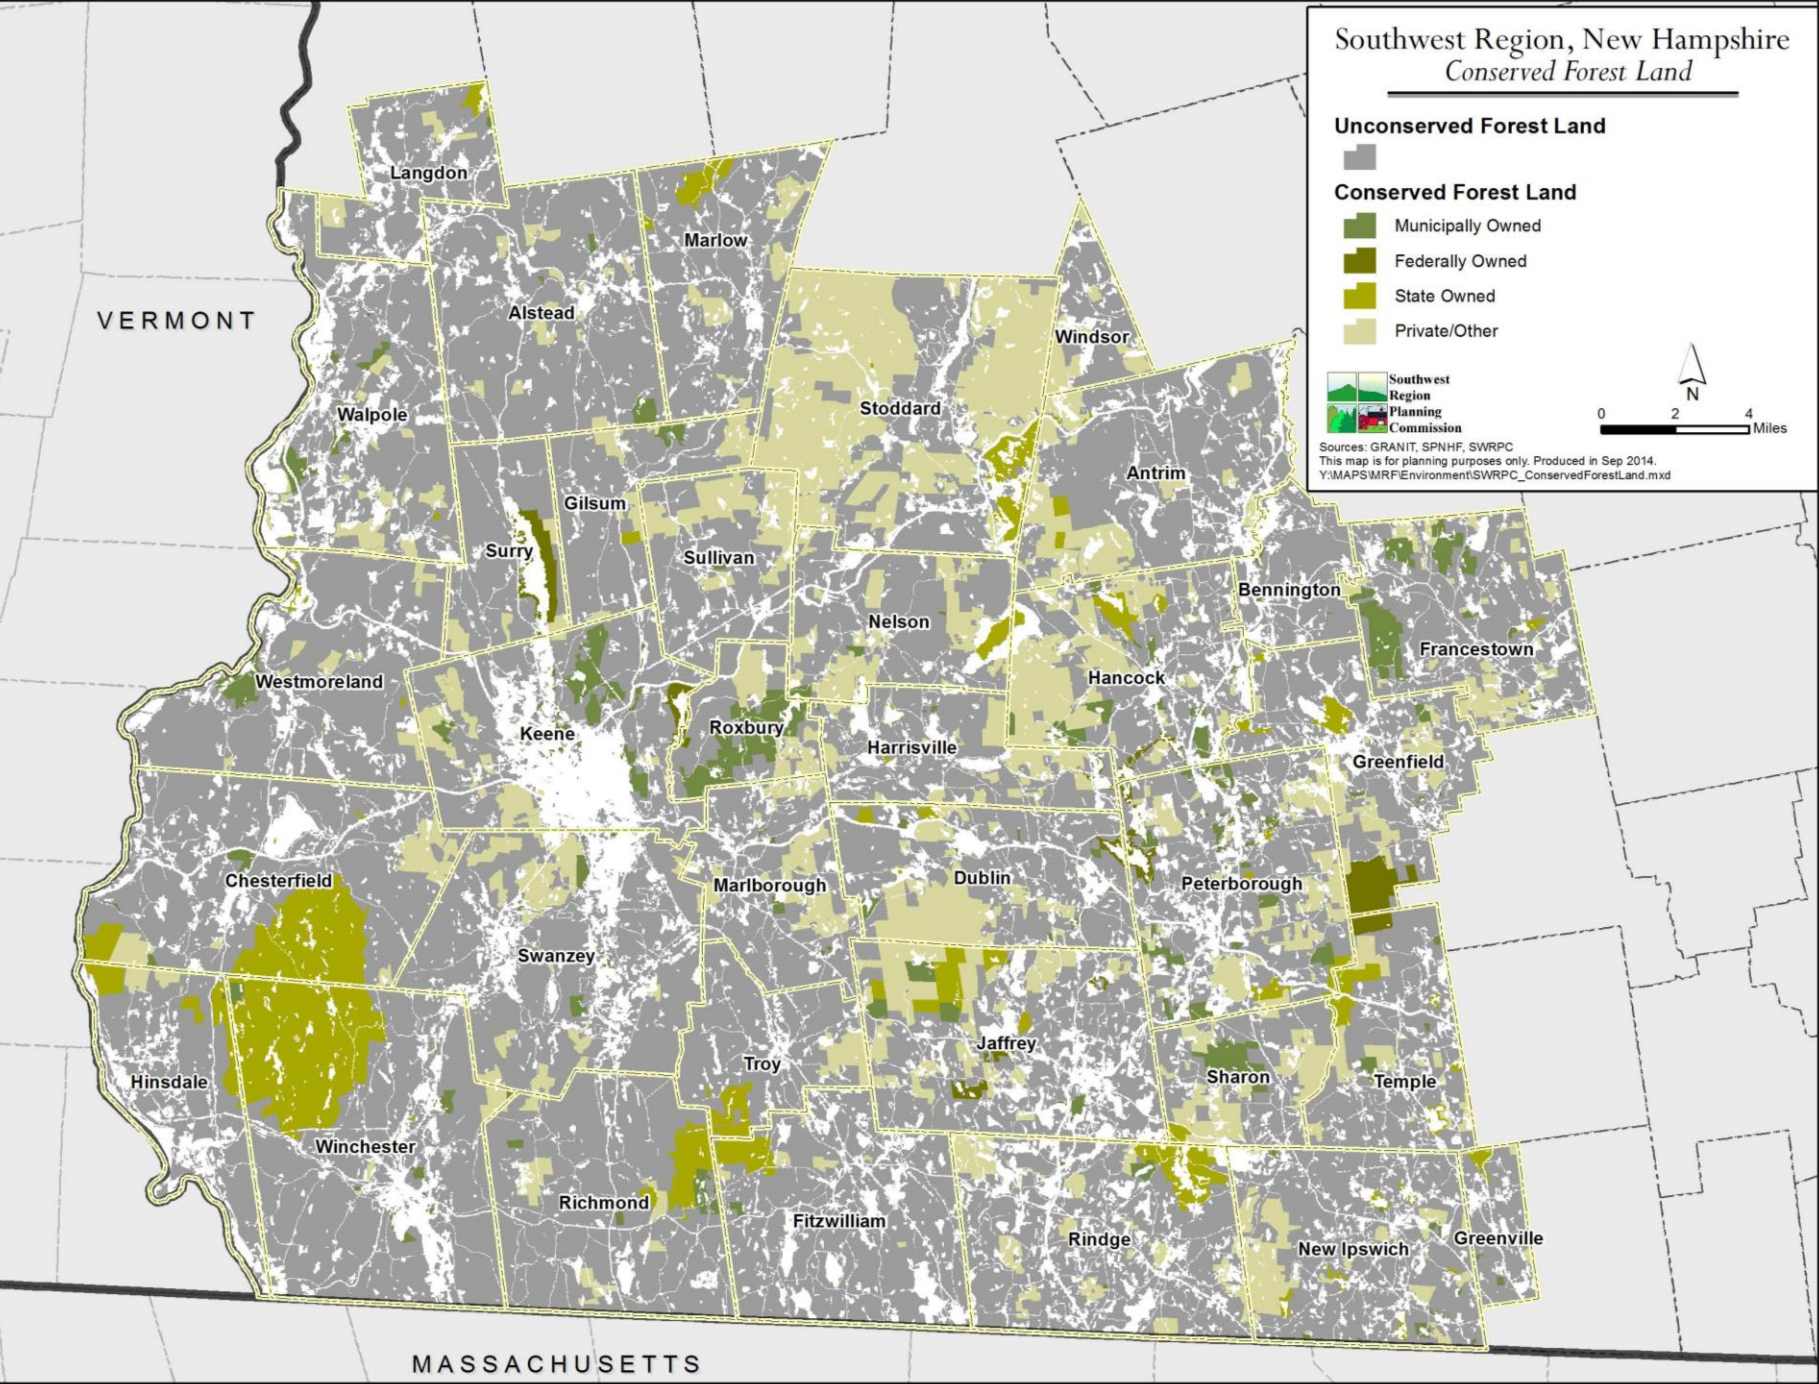 Southwest Region, New Hampshire
Conserved Forest Land
Unconserved Forest Land
Conserved Forest Land
Municipally Owned
Federally Owned
State Owned
Private/Other
Southwest
Region
Planning
Commission
N
0 2 4
Miles
Sources: GRANIT, SPNHF, SWRPC
This map is for planning purposes only. Produced in Sep 2014.
Y:\MAPS\MRF\Environment\SWRPC_ConservedForestLand.mxd
Langdon
Marlow
Alstead
VERMONT
Windsor
Stoddard
Walpole
Antrim
Gilsum
Surry
Sullivan
Bennington
Nelson
Francestown
Westmoreland
Hancock
Keene
Roxbury
Harrisville
Greenfield
Chesterfield
Marlborough
Dublin
Peterborough
Swanzey
Jaffrey
Troy
Hinsdale
Sharon
Temple
Winchester
Richmond
Fitzwilliam
Rindge
New Ipswich
Greenville
MASSACHUSETTS